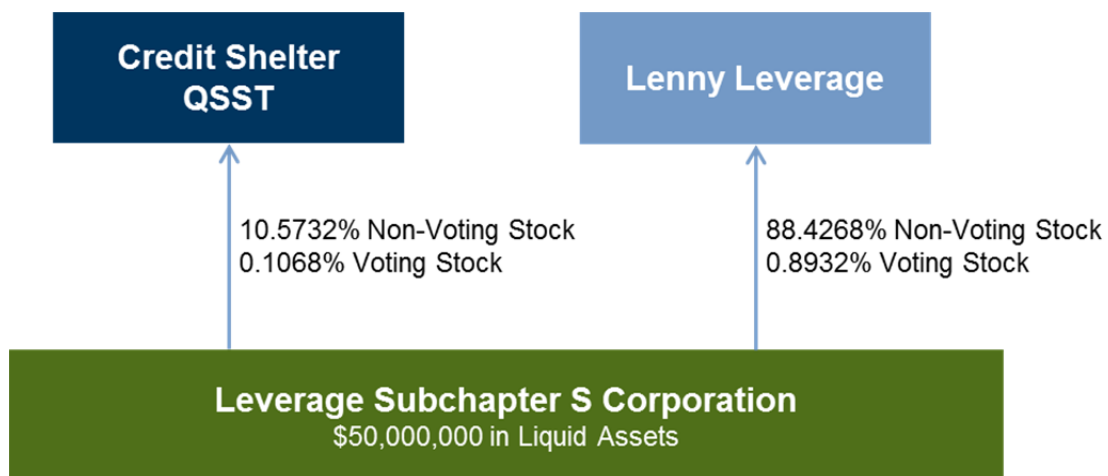 Credit Shelter
QSST
Lenny Leverage
10.5732% Non-Voting Stock
0.1068% Voting Stock
88.4268% Non-Voting Stock
0.8932% Voting Stock
Leverage Subchapter S Corporation
$50,000,000 in Liquid Assets